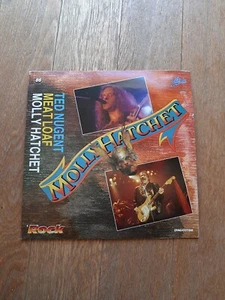 TED NUGENT
MEAT LOAF
MOLLY HATCHET
MOLLY HATCHET
Rock